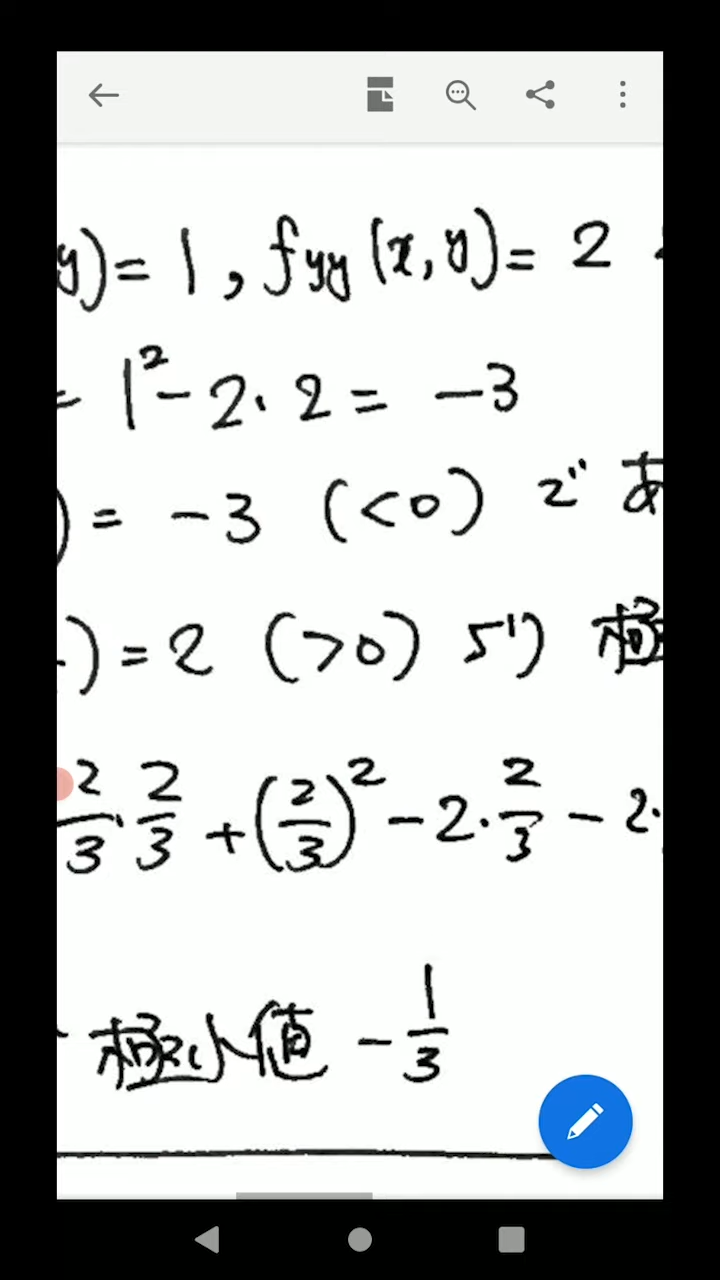 y) = 1, fyy(x, y) = 2
= 1² - 2・2 = -3
) = -3 (<0) で あ
) = 2 (>0) より 極
2/3・2/3 + (2/3)² - 2・2/3 - 2・
極小値 - 1/3